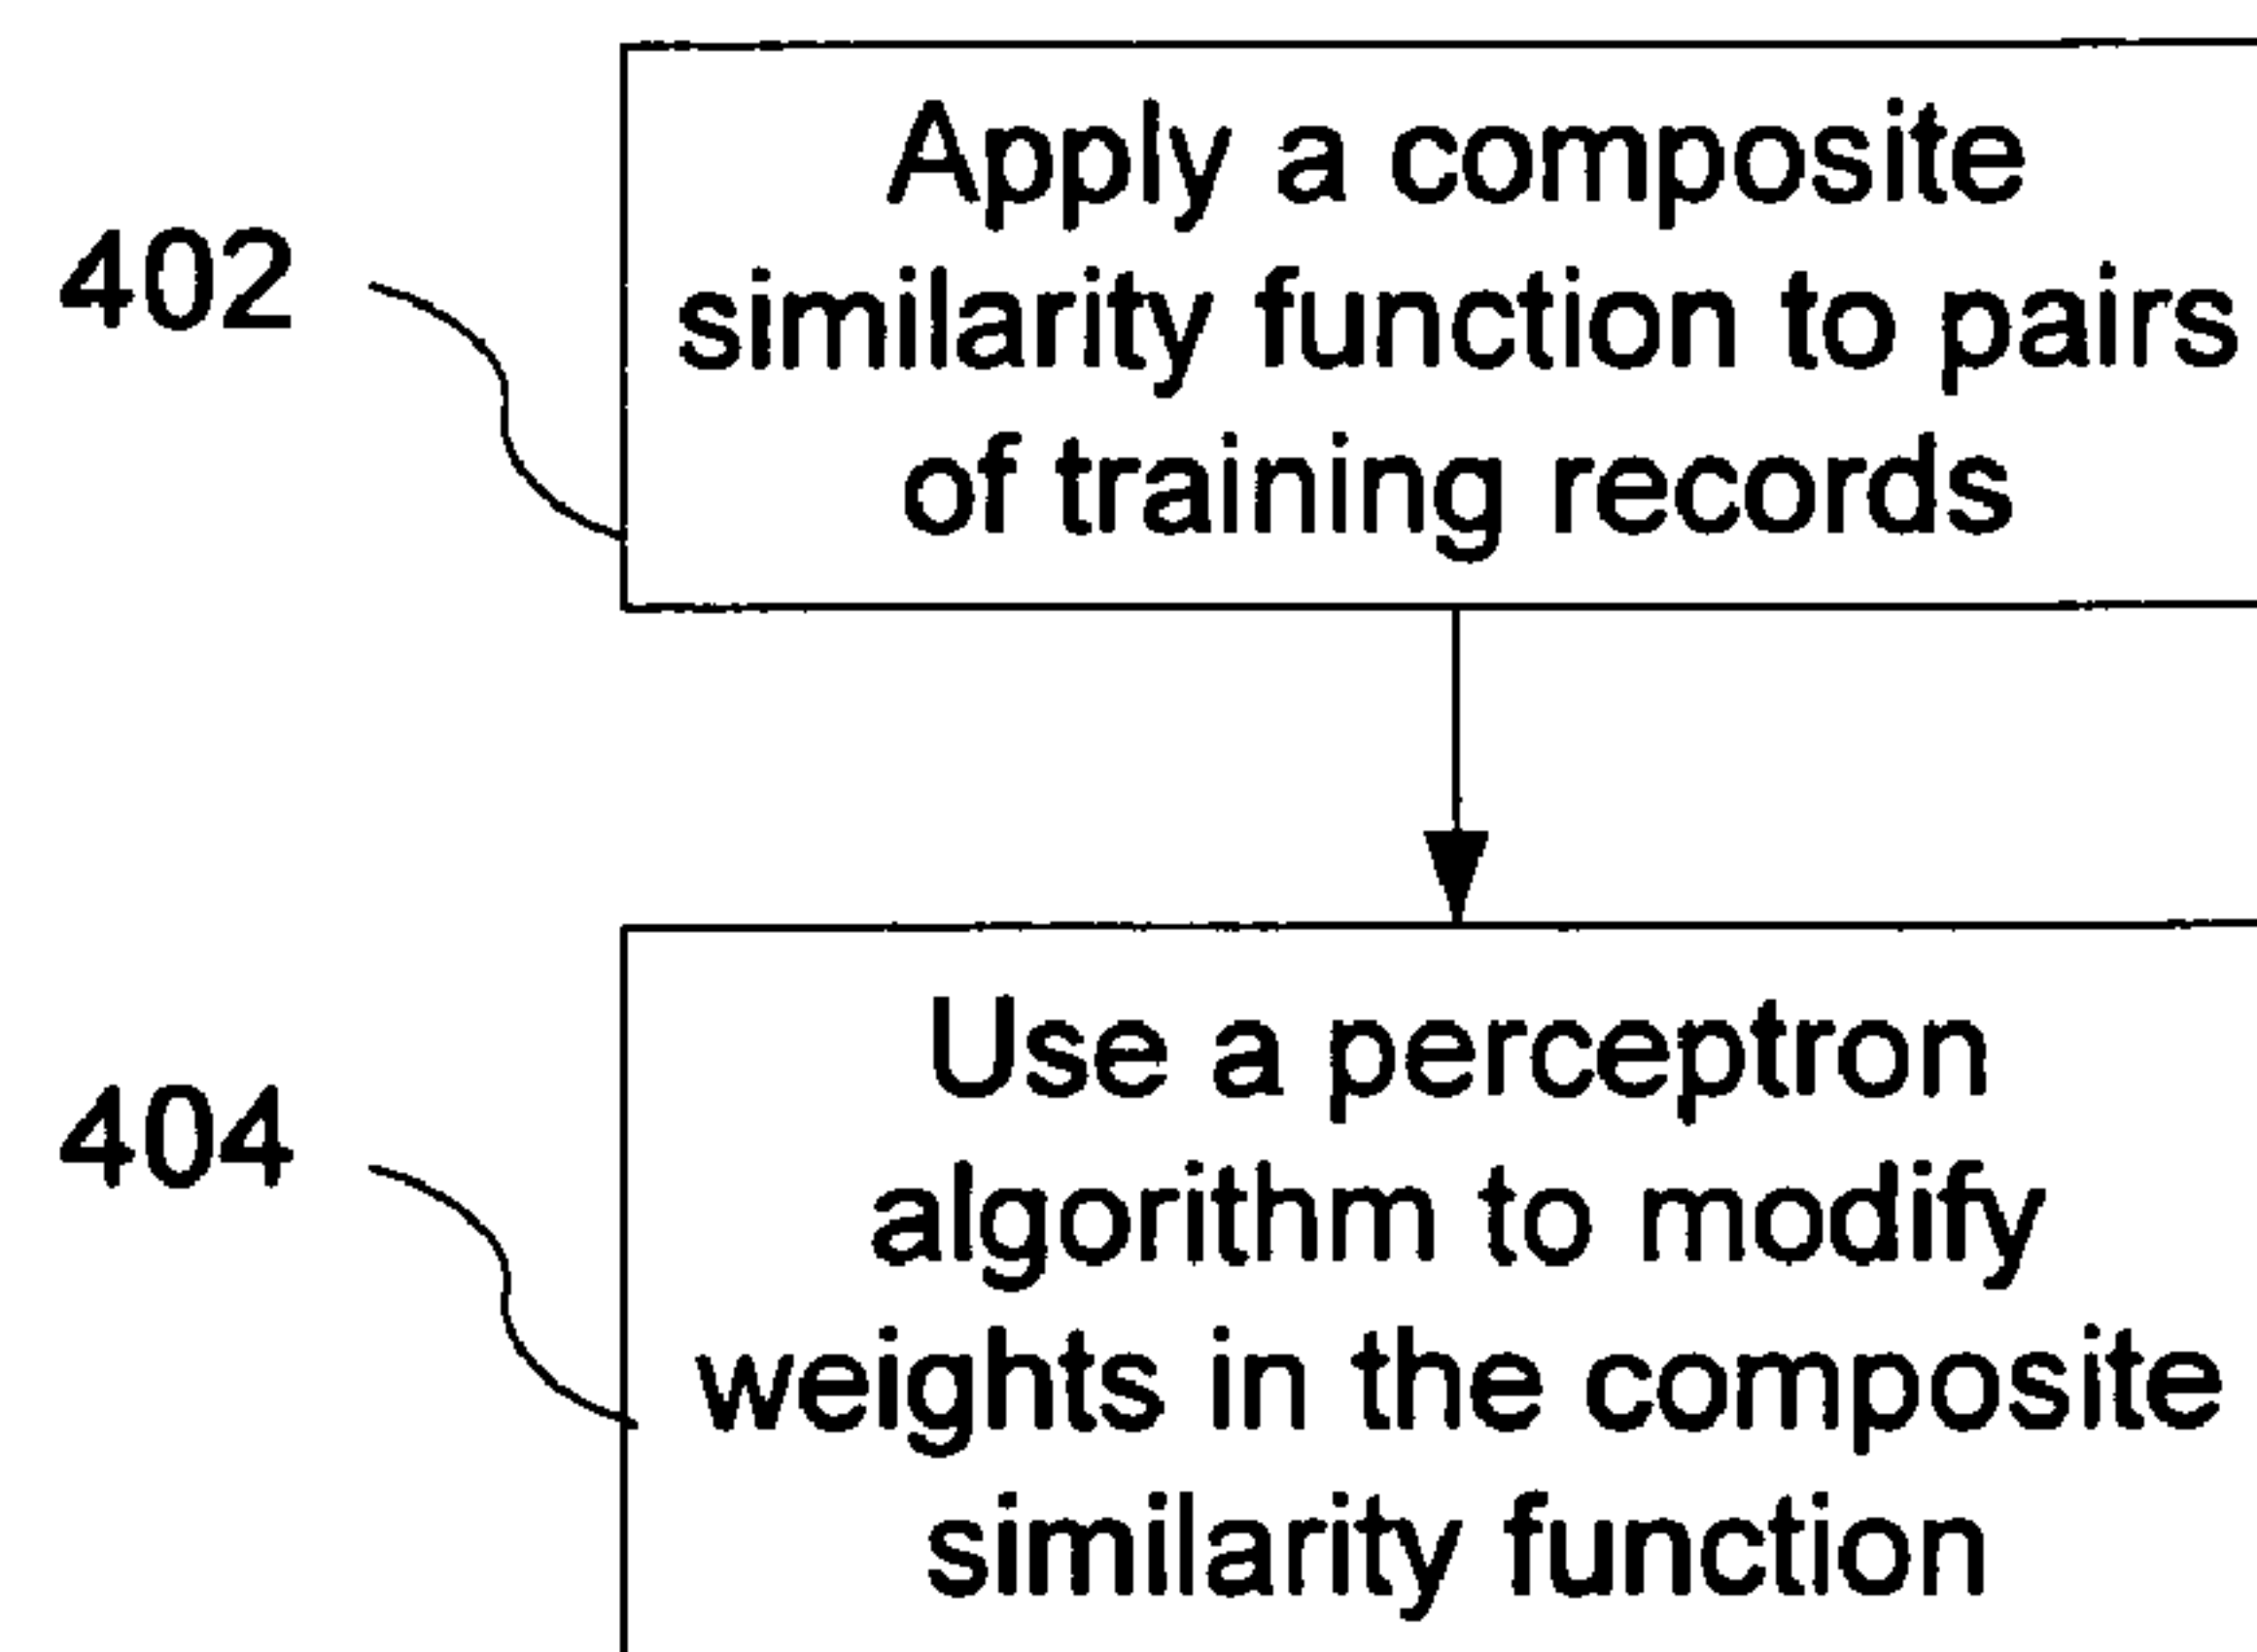 402
Apply a composite
similarity function to pairs
of training records
404
Use a perceptron
algorithm to modify
weights in the composite
similarity function